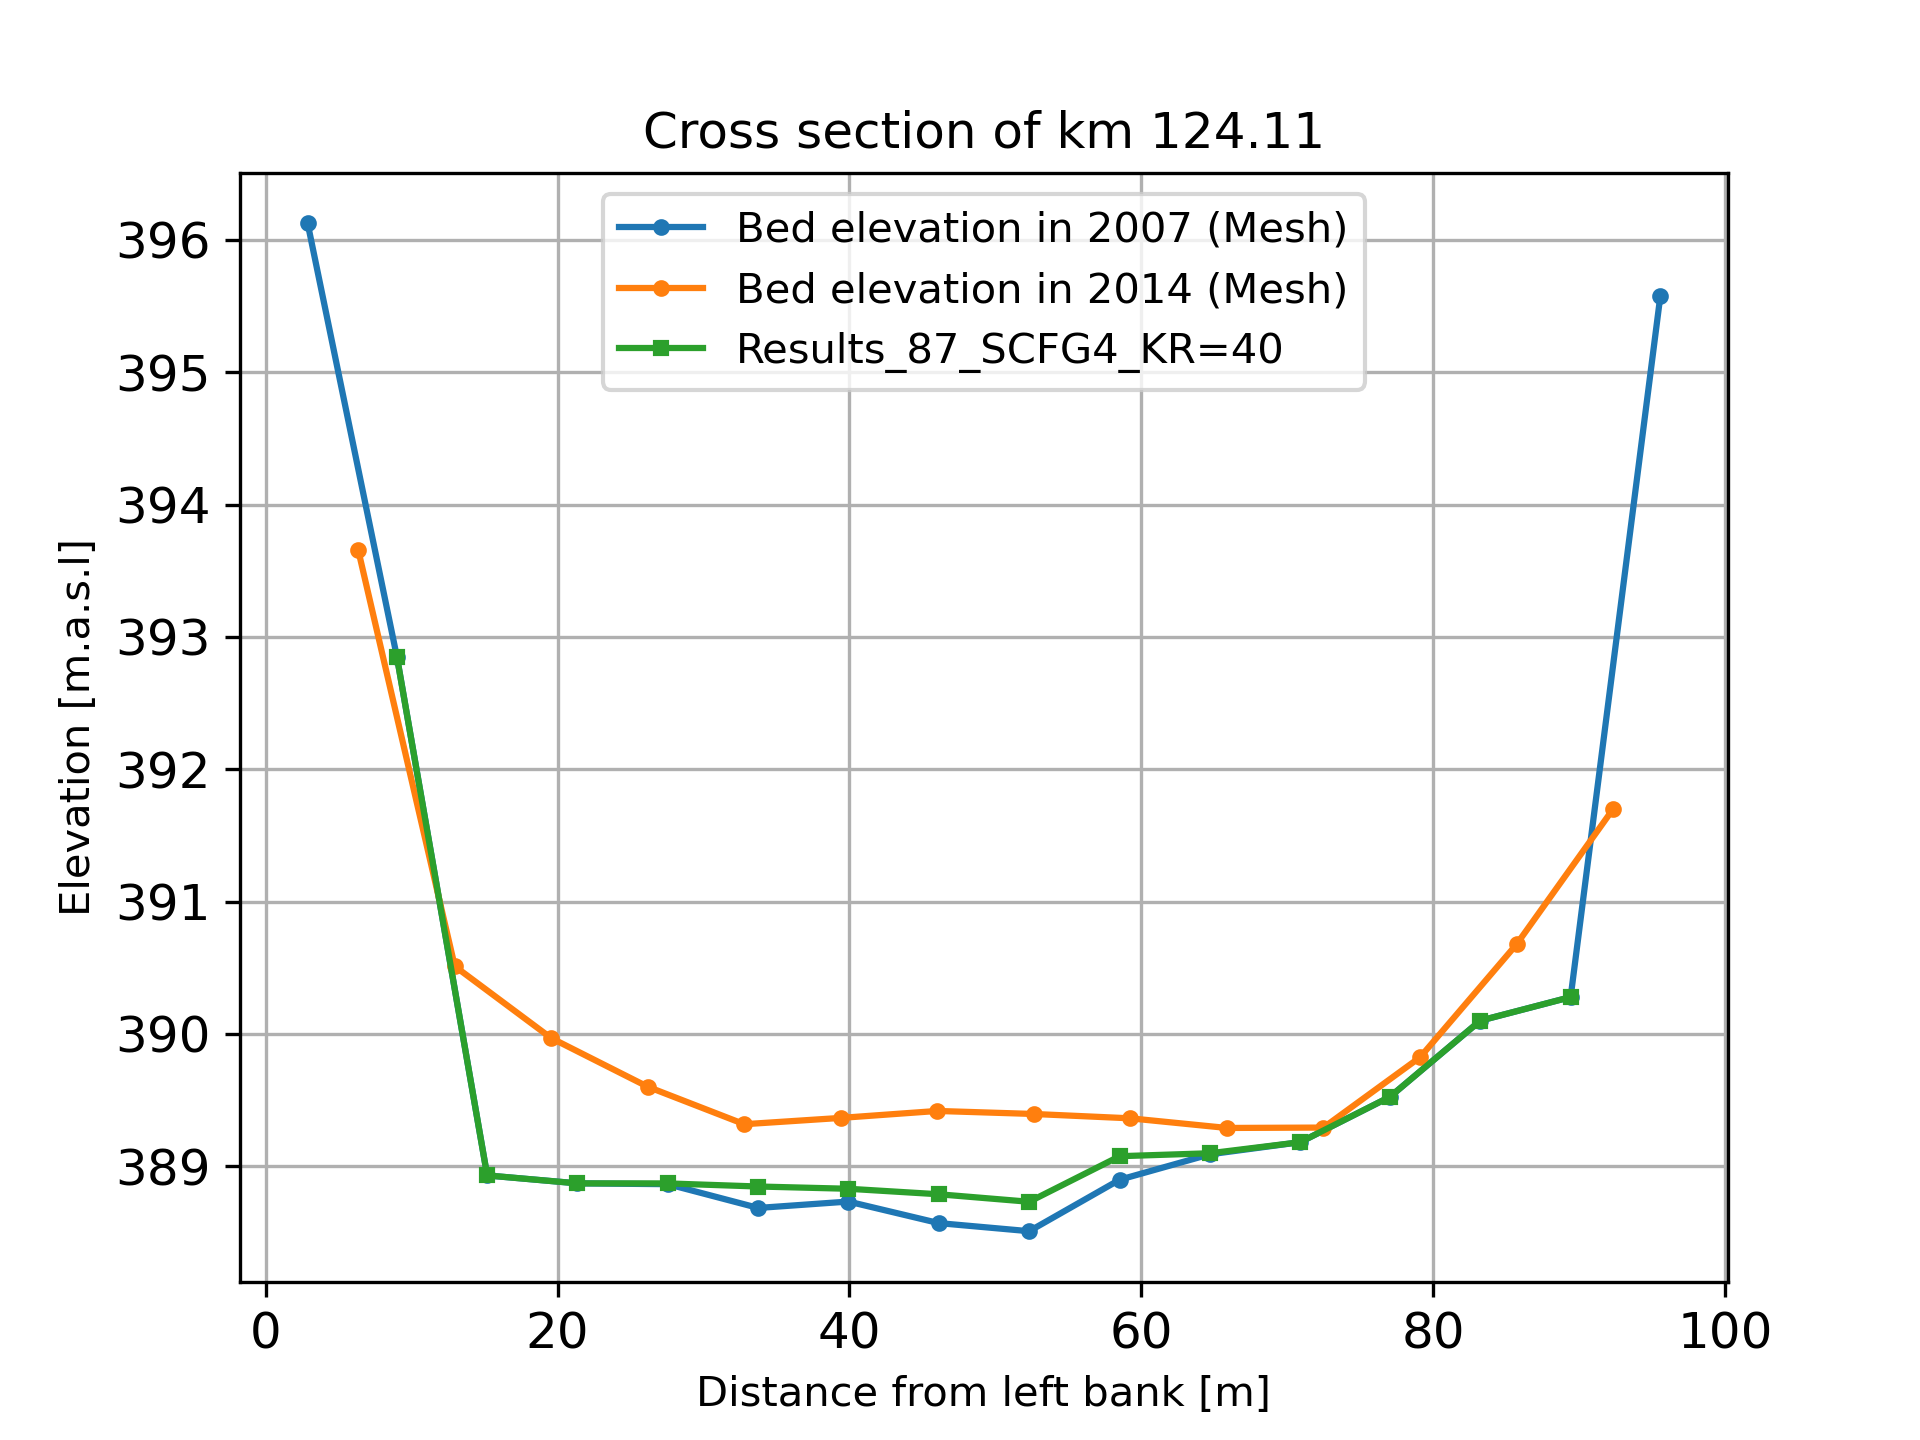 Cross section of km 124.11
Bed elevation in 2007 (Mesh)
Bed elevation in 2014 (Mesh)
Results_87_SCFG4_KR=40
396
395
394
393
392
391
390
389
Elevation [m.a.s.l]
0 20 40 60 80 100
Distance from left bank [m]